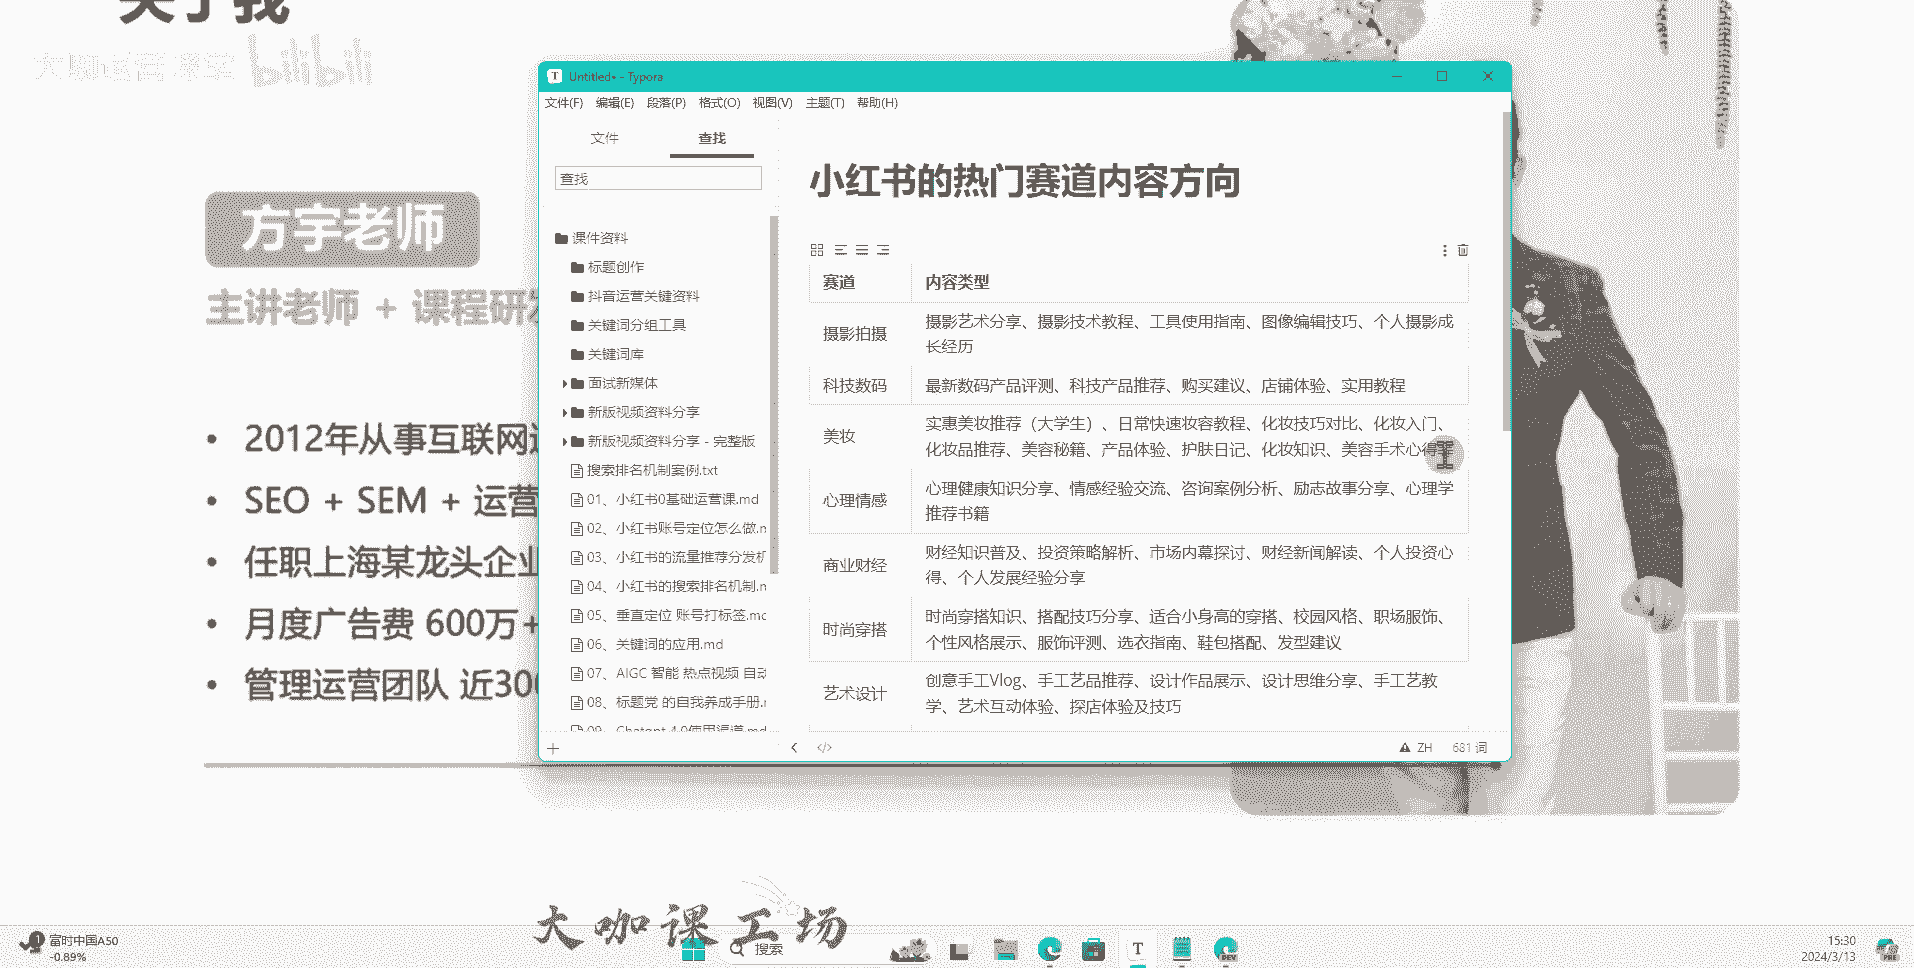 关于我
大咖运营课堂 bilibili
方宇老师
主讲老师 + 课程研发
• 2012年从事互联网运
• SEO + SEM + 运营
• 任职上海某龙头企业
• 月度广告费 600万+
• 管理运营团队 近300
Untitled• - Typora
文件(F) 编辑(E) 段落(P) 格式(O) 视图(V) 主题(T) 帮助(H)
文件 查找
查找
课件资料
标题创作
抖音运营关键资料
关键词分组工具
关键词库
面试新媒体
新版视频资料分享
新版视频资料分享 - 完整版
搜索排名机制案例.txt
01、小红书0基础运营课.md
02、小红书账号定位怎么做.m
03、小红书的流量推荐分发机
04、小红书的搜索排名机制.m
05、垂直定位 账号打标签.mc
06、关键词的应用.md
07、AIGC 智能 热点视频 自动
08、标题党 的自我养成手册.r
09、Chatgpt 4.0使用渠道.md
小红书的热门赛道内容方向
赛道 内容类型
摄影拍摄 摄影艺术分享、摄影技术教程、工具使用指南、图像编辑技巧、个人摄影成
长经历
科技数码 最新数码产品评测、科技产品推荐、购买建议、店铺体验、实用教程
美妆 实惠美妆推荐（大学生）、日常快速妆容教程、化妆技巧对比、化妆入门、
化妆品推荐、美容秘籍、产品体验、护肤日记、化妆知识、美容手术心得等
心理情感 心理健康知识分享、情感经验交流、咨询案例分析、励志故事分享、心理学
推荐书籍
商业财经 财经知识普及、投资策略解析、市场内幕探讨、财经新闻解读、个人投资心
得、个人发展经验分享
时尚穿搭 时尚穿搭知识、搭配技巧分享、适合小身高的穿搭、校园风格、职场服饰、
个性风格展示、服饰评测、选衣指南、鞋包搭配、发型建议
艺术设计 创意手工Vlog、手工艺品推荐、设计作品展示、设计思维分享、手工艺教
学、艺术互动体验、探店体验及技巧
ZH 681 词
大咖课工场
1 富时中国A50
-0.89%
搜索
T
DEV
15:30
2024/3/13
PRE